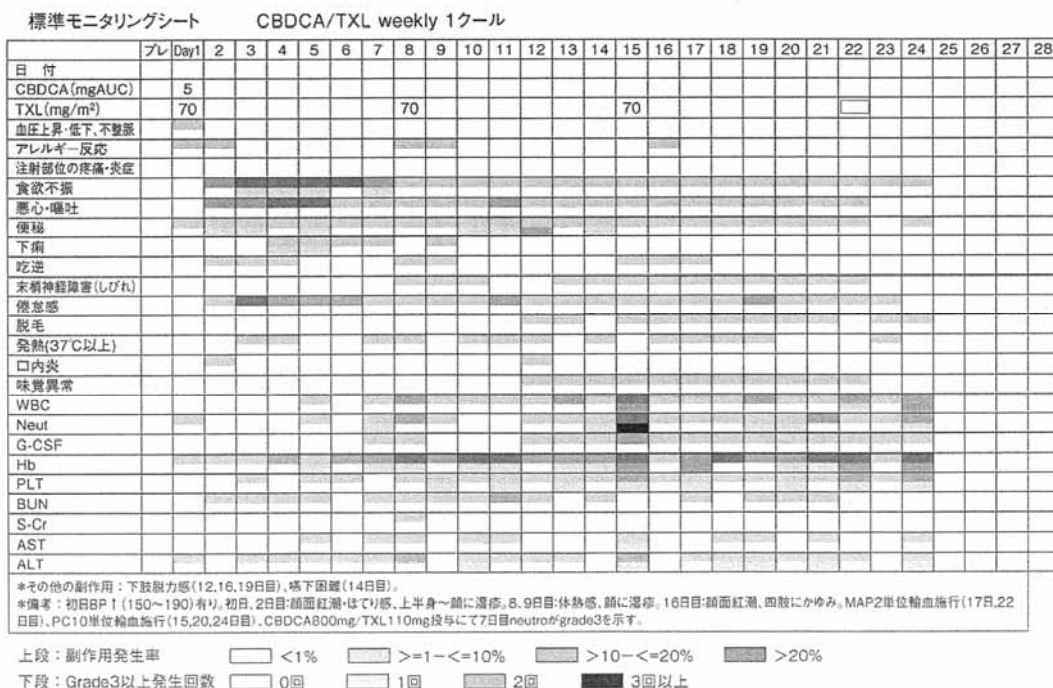 標準モニタリングシート CBDCA/TXL weekly 1クール
プレ Day1 2 3 4 5 6 7 8 9 10 11 12 13 14 15 16 17 18 19 20 21 22 23 24 25 26 27 28
日 付
CBDCA(mgAUC) 5
TXL(mg/m²) 70 70 70
血圧上昇・低下、不整脈
アレルギー反応
注射部位の疼痛・炎症
食欲不振
悪心・嘔吐
便秘
下痢
吃逆
末梢神経障害(しびれ)
倦怠感
脱毛
発熱(37℃以上)
口内炎
味覚異常
WBC
Neut
G-CSF
Hb
PLT
BUN
S-Cr
AST
ALT
*その他の副作用：下肢脱力感(12,16,19日目)、嚥下困難(14日目)。
*備考：初日BP↑(150〜190)有り。初日、2日目:顔面紅潮・ほてり感、上半身〜顔に湿疹。8、9日目:体熱感、顔に湿疹。16日目:顔面紅潮、四肢にかゆみ。MAP2単位輸血施行(17日,22
日目)、PC10単位輸血施行(15,20,24日目)、CBDCA800mg/TXL110mg投与にて7日目neutroがgrade3を示す。
上段：副作用発生率 <1% >=1−<=10% >10−<=20% >20%
下段：Grade3以上発生回数 0回 1回 2回 3回以上